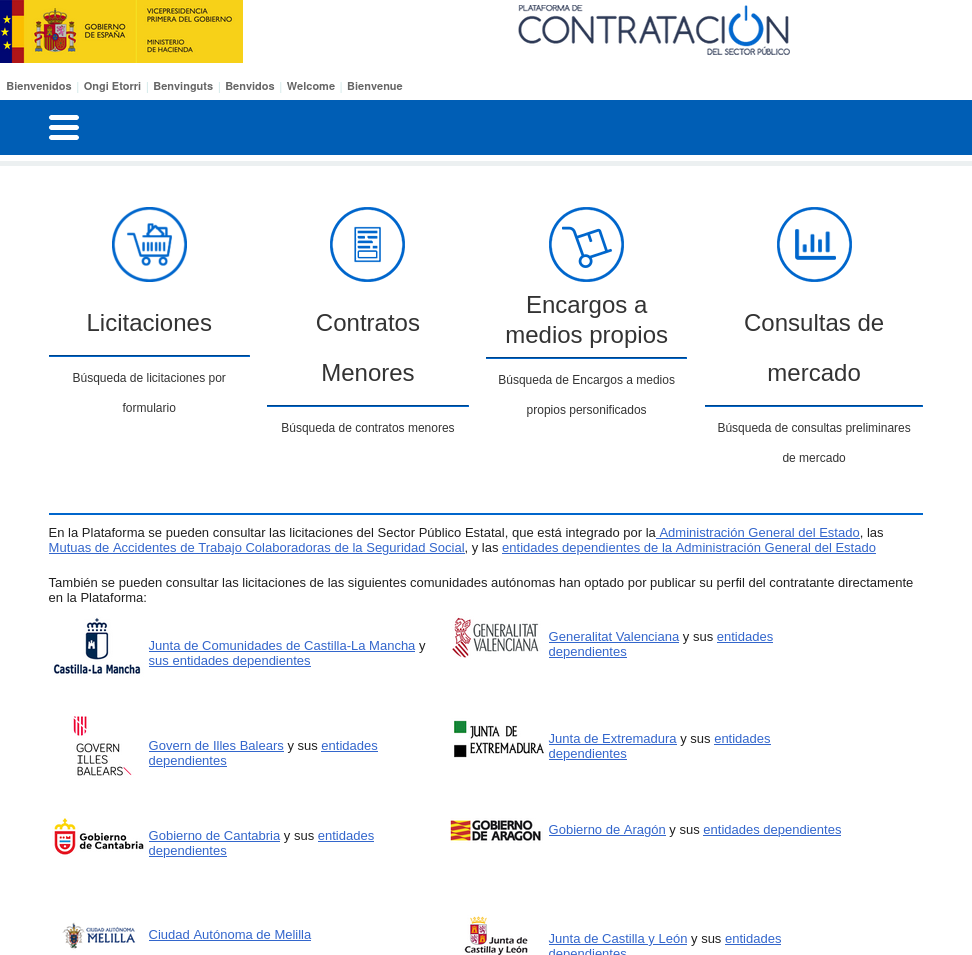 GOBIERNO
DE ESPAÑA
VICEPRESIDENCIA
PRIMERA DEL GOBIERNO
MINISTERIO
DE HACIENDA
PLATAFORMA DE
CONTRATACIÓN
DEL SECTOR PÚBLICO
Bienvenidos | Ongi Etorri | Benvinguts | Benvidos | Welcome | Bienvenue
Licitaciones
Búsqueda de licitaciones por
formulario
Contratos
Menores
Búsqueda de contratos menores
Encargos a
medios propios
Búsqueda de Encargos a medios
propios personificados
Consultas de
mercado
Búsqueda de consultas preliminares
de mercado
En la Plataforma se pueden consultar las licitaciones del Sector Público Estatal, que está integrado por la Administración General del Estado, las
Mutuas de Accidentes de Trabajo Colaboradoras de la Seguridad Social, y las entidades dependientes de la Administración General del Estado
También se pueden consultar las licitaciones de las siguientes comunidades autónomas han optado por publicar su perfil del contratante directamente
en la Plataforma:
Castilla-La Mancha
Junta de Comunidades de Castilla-La Mancha y
sus entidades dependientes
GENERALITAT
VALENCIANA
Generalitat Valenciana y sus entidades
dependientes
GOVERN
ILLES
BALEARS
Govern de Illes Balears y sus entidades
dependientes
JUNTA DE
EXTREMADURA
Junta de Extremadura y sus entidades
dependientes
Gobierno
de Cantabria
Gobierno de Cantabria y sus entidades
dependientes
GOBIERNO
DE ARAGON
Gobierno de Aragón y sus entidades dependientes
CIUDAD AUTÓNOMA
DE MELILLA
Ciudad Autónoma de Melilla
Junta de
Castilla y León
Junta de Castilla y León y sus entidades
dependientes